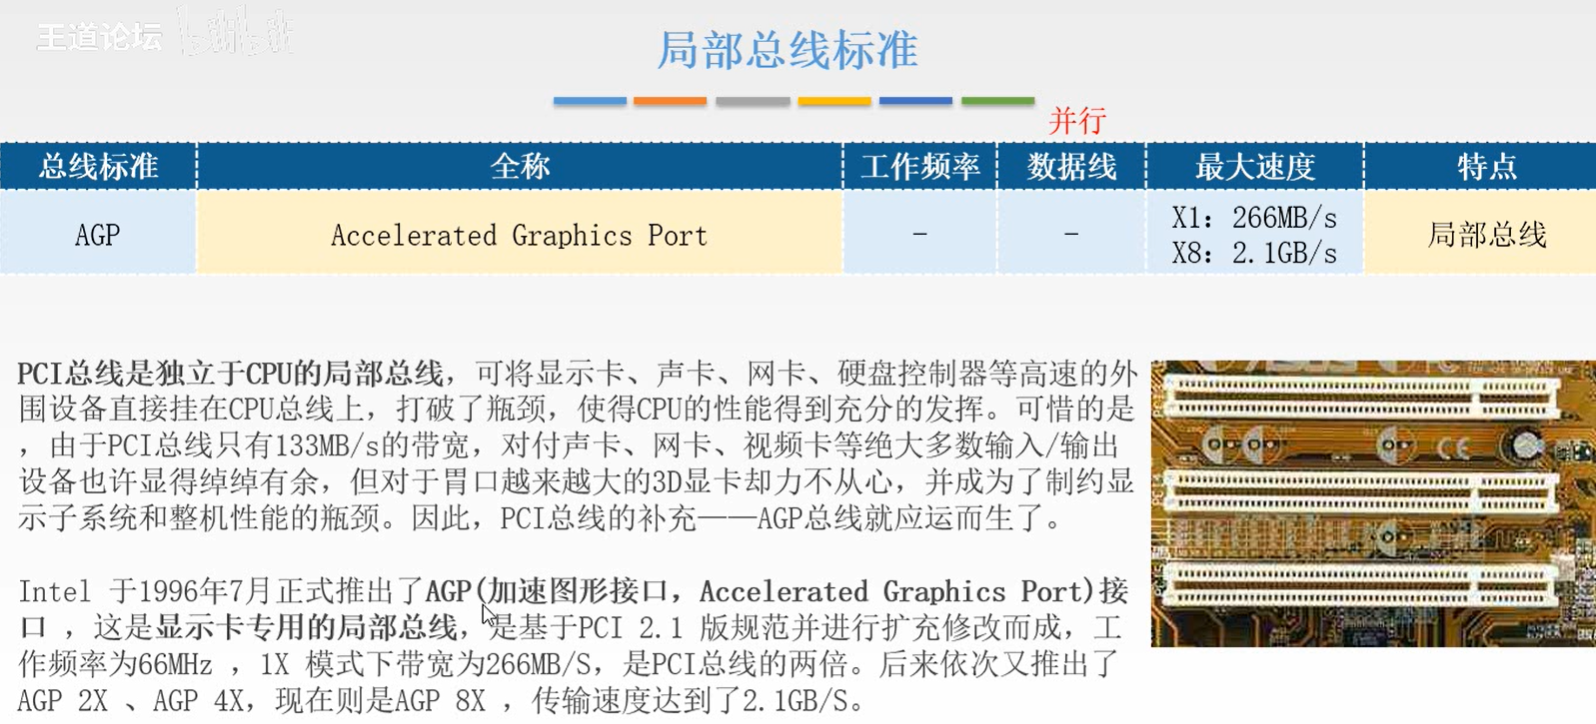 王道论坛 bilibili
局部总线标准
并行
总线标准 全称 工作频率 数据线 最大速度 特点
AGP Accelerated Graphics Port - - X1: 266MB/s 局部总线
X8: 2.1GB/s
PCI总线是独立于CPU的局部总线，可将显示卡、声卡、网卡、硬盘控制器等高速的外
围设备直接挂在CPU总线上，打破了瓶颈，使得CPU的性能得到充分的发挥。可惜的是
，由于PCI总线只有133MB/s的带宽，对付声卡、网卡、视频卡等绝大多数输入/输出
设备也许显得绰绰有余，但对于胃口越来越大的3D显卡却力不从心，并成为了制约显
示子系统和整机性能的瓶颈。因此，PCI总线的补充——AGP总线就应运而生了。
Intel 于1996年7月正式推出了AGP(加速图形接口，Accelerated Graphics Port)接
口 ，这是显示卡专用的局部总线，是基于PCI 2.1 版规范并进行扩充修改而成，工
作频率为66MHz ，1X 模式下带宽为266MB/S，是PCI总线的两倍。后来依次又推出了
AGP 2X 、AGP 4X，现在则是AGP 8X ，传输速度达到了2.1GB/S。